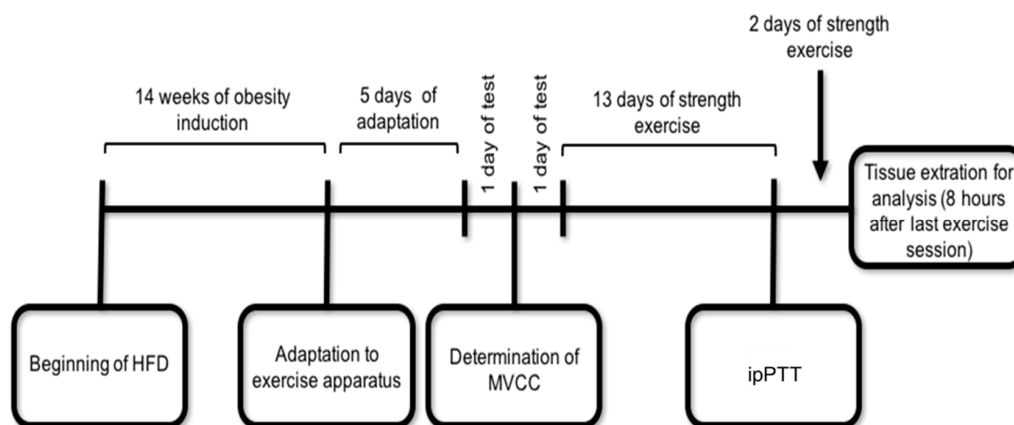 2 days of strength
exercise
14 weeks of obesity
induction
5 days of
adaptation
1 day of test
1 day of test
13 days of strength
exercise
Tissue extration for
analysis (8 hours
after last exercise
session)
Beginning of HFD
Adaptation to
exercise apparatus
Determination of
MVCC
ipPTT